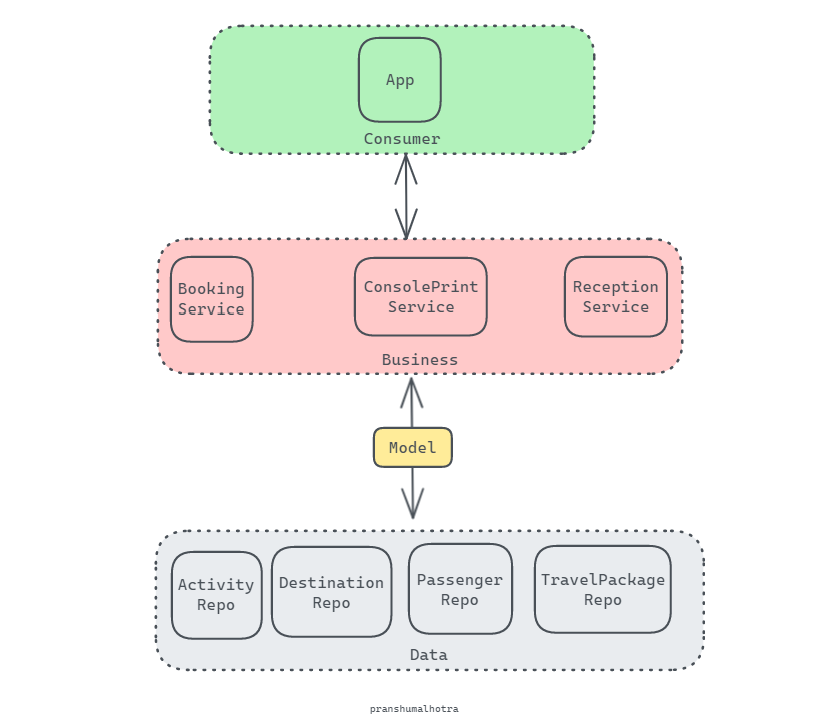 App
Consumer
Booking
Service
ConsolePrint
Service
Reception
Service
Business
Model
Activity
Repo
Destination
Repo
Passenger
Repo
TravelPackage
Repo
Data
pranshumalhotra